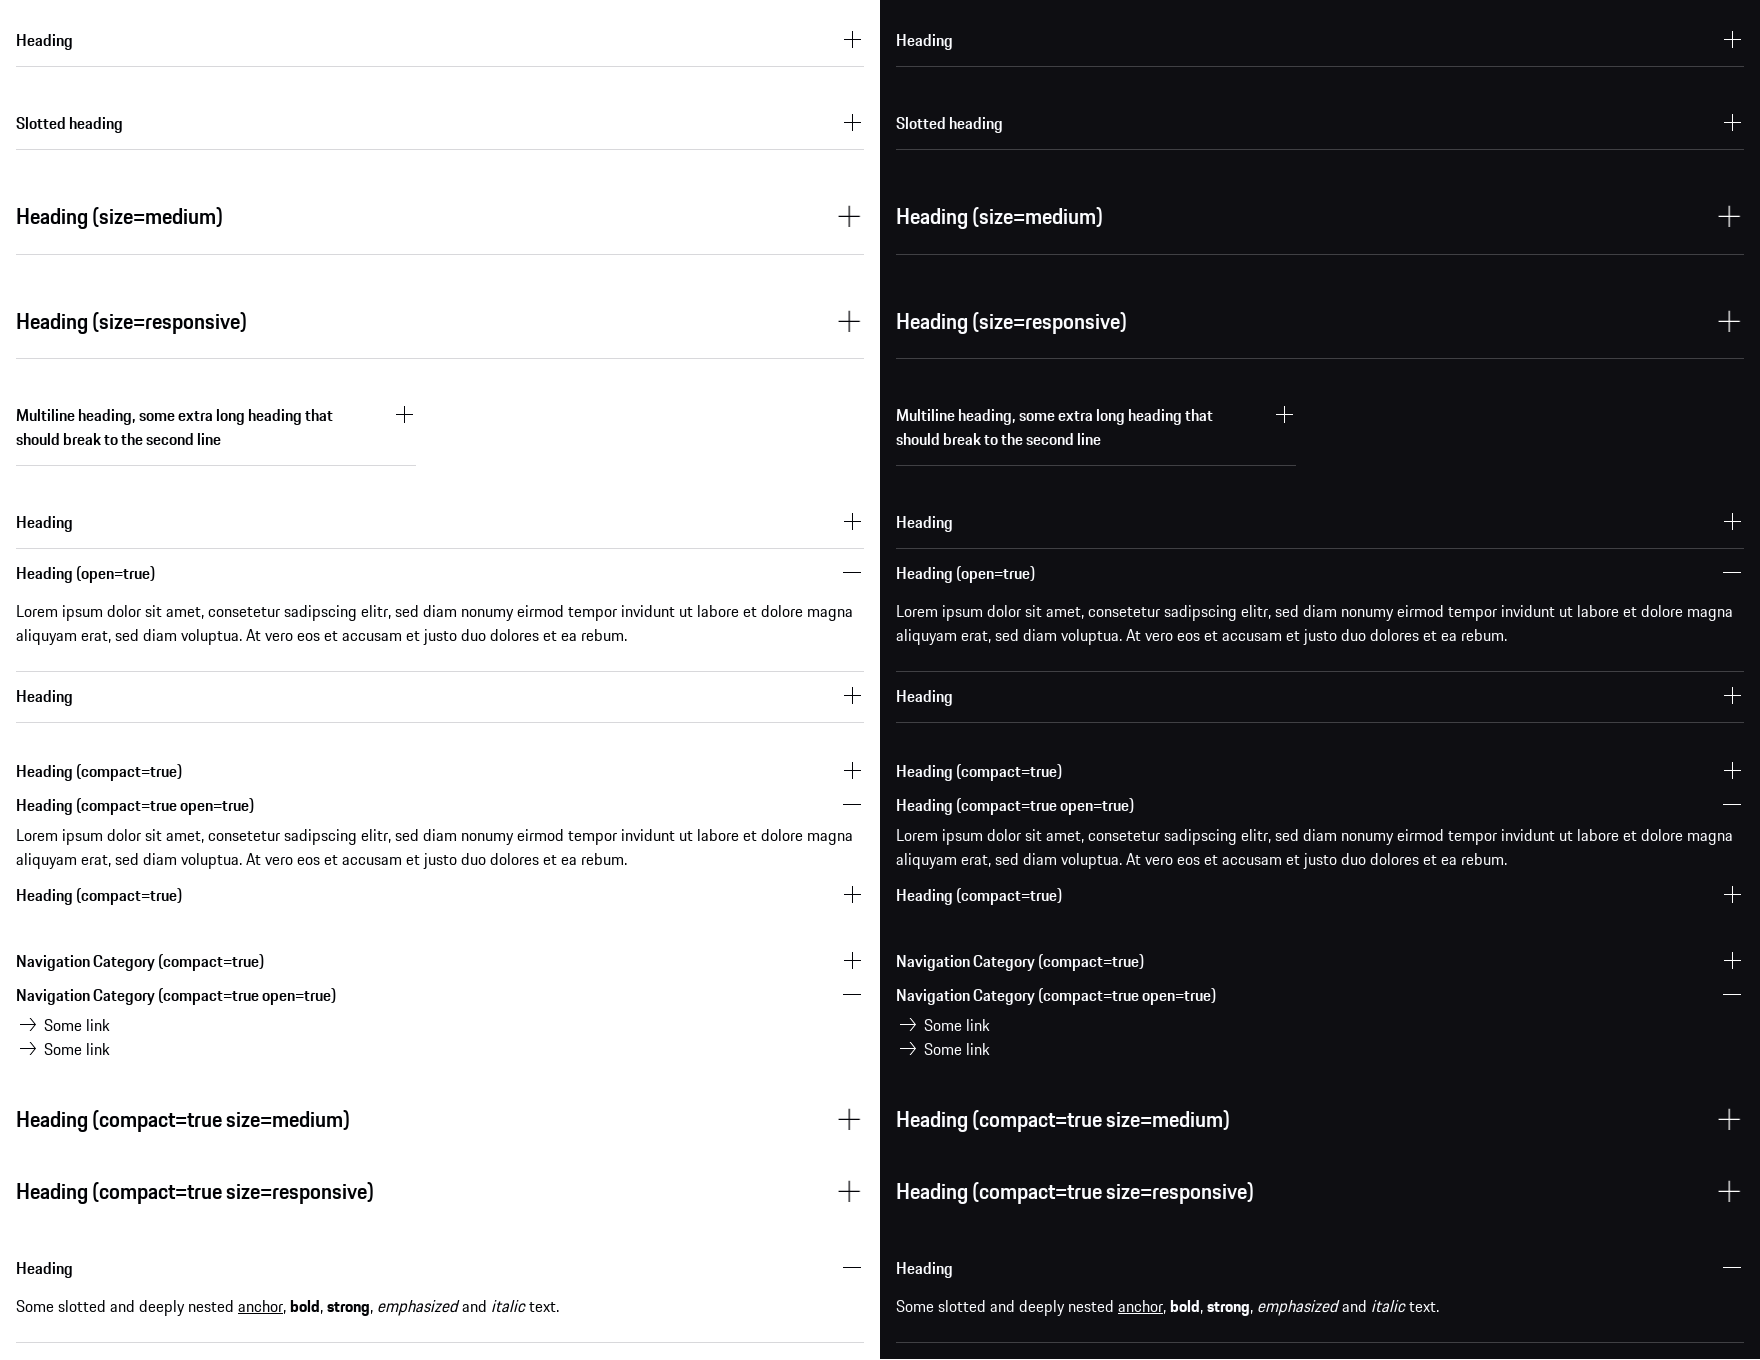 Heading
Slotted heading
Heading (size=medium)
Heading (size=responsive)
Multiline heading, some extra long heading that
should break to the second line
Heading
Heading (open=true)
Lorem ipsum dolor sit amet, consetetur sadipscing elitr, sed diam nonumy eirmod tempor invidunt ut labore et dolore magna
aliquyam erat, sed diam voluptua. At vero eos et accusam et justo duo dolores et ea rebum.
Heading
Heading (compact=true)
Heading (compact=true open=true)
Lorem ipsum dolor sit amet, consetetur sadipscing elitr, sed diam nonumy eirmod tempor invidunt ut labore et dolore magna
aliquyam erat, sed diam voluptua. At vero eos et accusam et justo duo dolores et ea rebum.
Heading (compact=true)
Navigation Category (compact=true)
Navigation Category (compact=true open=true)
Some link
Some link
Heading (compact=true size=medium)
Heading (compact=true size=responsive)
Heading
Some slotted and deeply nested anchor, bold, strong, emphasized and italic text.
Heading
Slotted heading
Heading (size=medium)
Heading (size=responsive)
Multiline heading, some extra long heading that
should break to the second line
Heading
Heading (open=true)
Lorem ipsum dolor sit amet, consetetur sadipscing elitr, sed diam nonumy eirmod tempor invidunt ut labore et dolore magna
aliquyam erat, sed diam voluptua. At vero eos et accusam et justo duo dolores et ea rebum.
Heading
Heading (compact=true)
Heading (compact=true open=true)
Lorem ipsum dolor sit amet, consetetur sadipscing elitr, sed diam nonumy eirmod tempor invidunt ut labore et dolore magna
aliquyam erat, sed diam voluptua. At vero eos et accusam et justo duo dolores et ea rebum.
Heading (compact=true)
Navigation Category (compact=true)
Navigation Category (compact=true open=true)
Some link
Some link
Heading (compact=true size=medium)
Heading (compact=true size=responsive)
Heading
Some slotted and deeply nested anchor, bold, strong, emphasized and italic text.